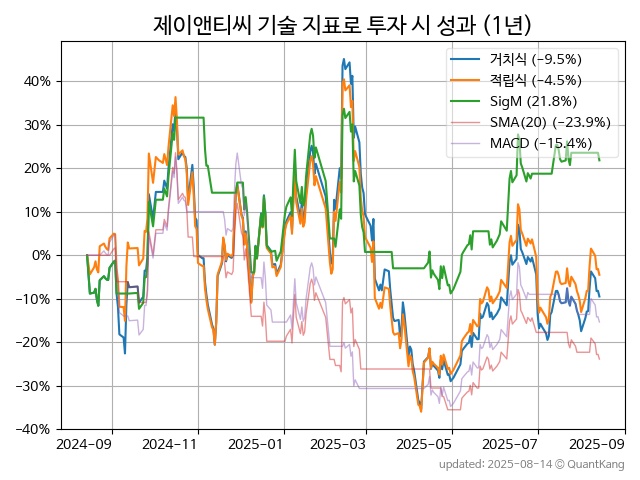 제이앤티씨 기술 지표로 투자 시 성과 (1년)
거치식 (−9.5%)
적립식 (−4.5%)
SigM (21.8%)
SMA(20) (−23.9%)
MACD (−15.4%)
40%
30%
20%
10%
0%
−10%
−20%
−30%
−40%
2024-09
2024-11
2025-01
2025-03
2025-05
2025-07
2025-09
updated: 2025-08-14 © QuantKang